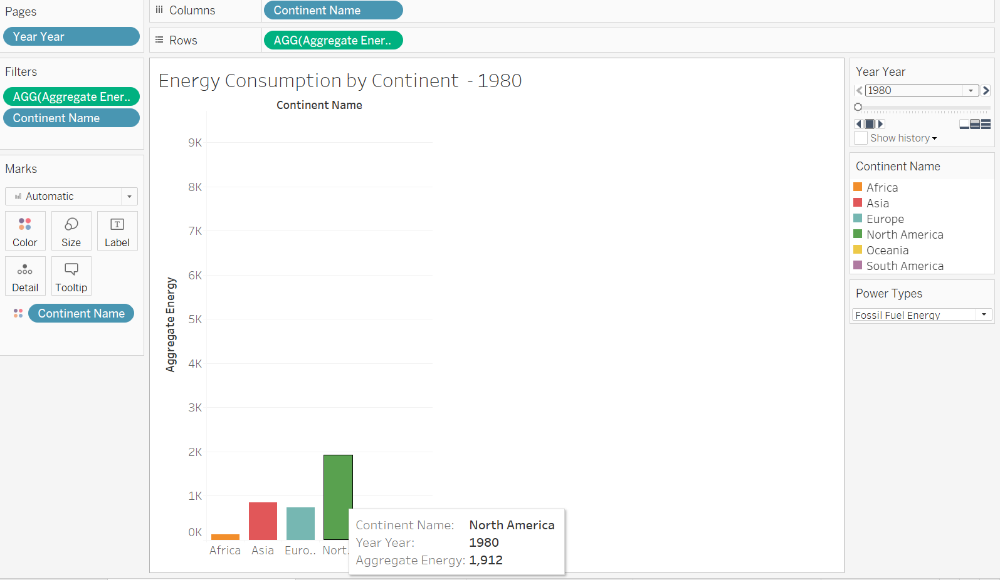 Pages
Year Year
Filters
AGG(Aggregate Ener..
Continent Name
Marks
Automatic
Color
Size
Label
Detail
Tooltip
Continent Name
Columns
Continent Name
Rows
AGG(Aggregate Ener..
Energy Consumption by Continent - 1980
Continent Name
9K
8K
7K
6K
5K
4K
3K
2K
1K
0K
Aggregate Energy
Africa
Asia
Euro..
Nort.
Continent Name: North America
Year Year: 1980
Aggregate Energy: 1,912
Year Year
1980
Show history
Continent Name
Africa
Asia
Europe
North America
Oceania
South America
Power Types
Fossil Fuel Energy